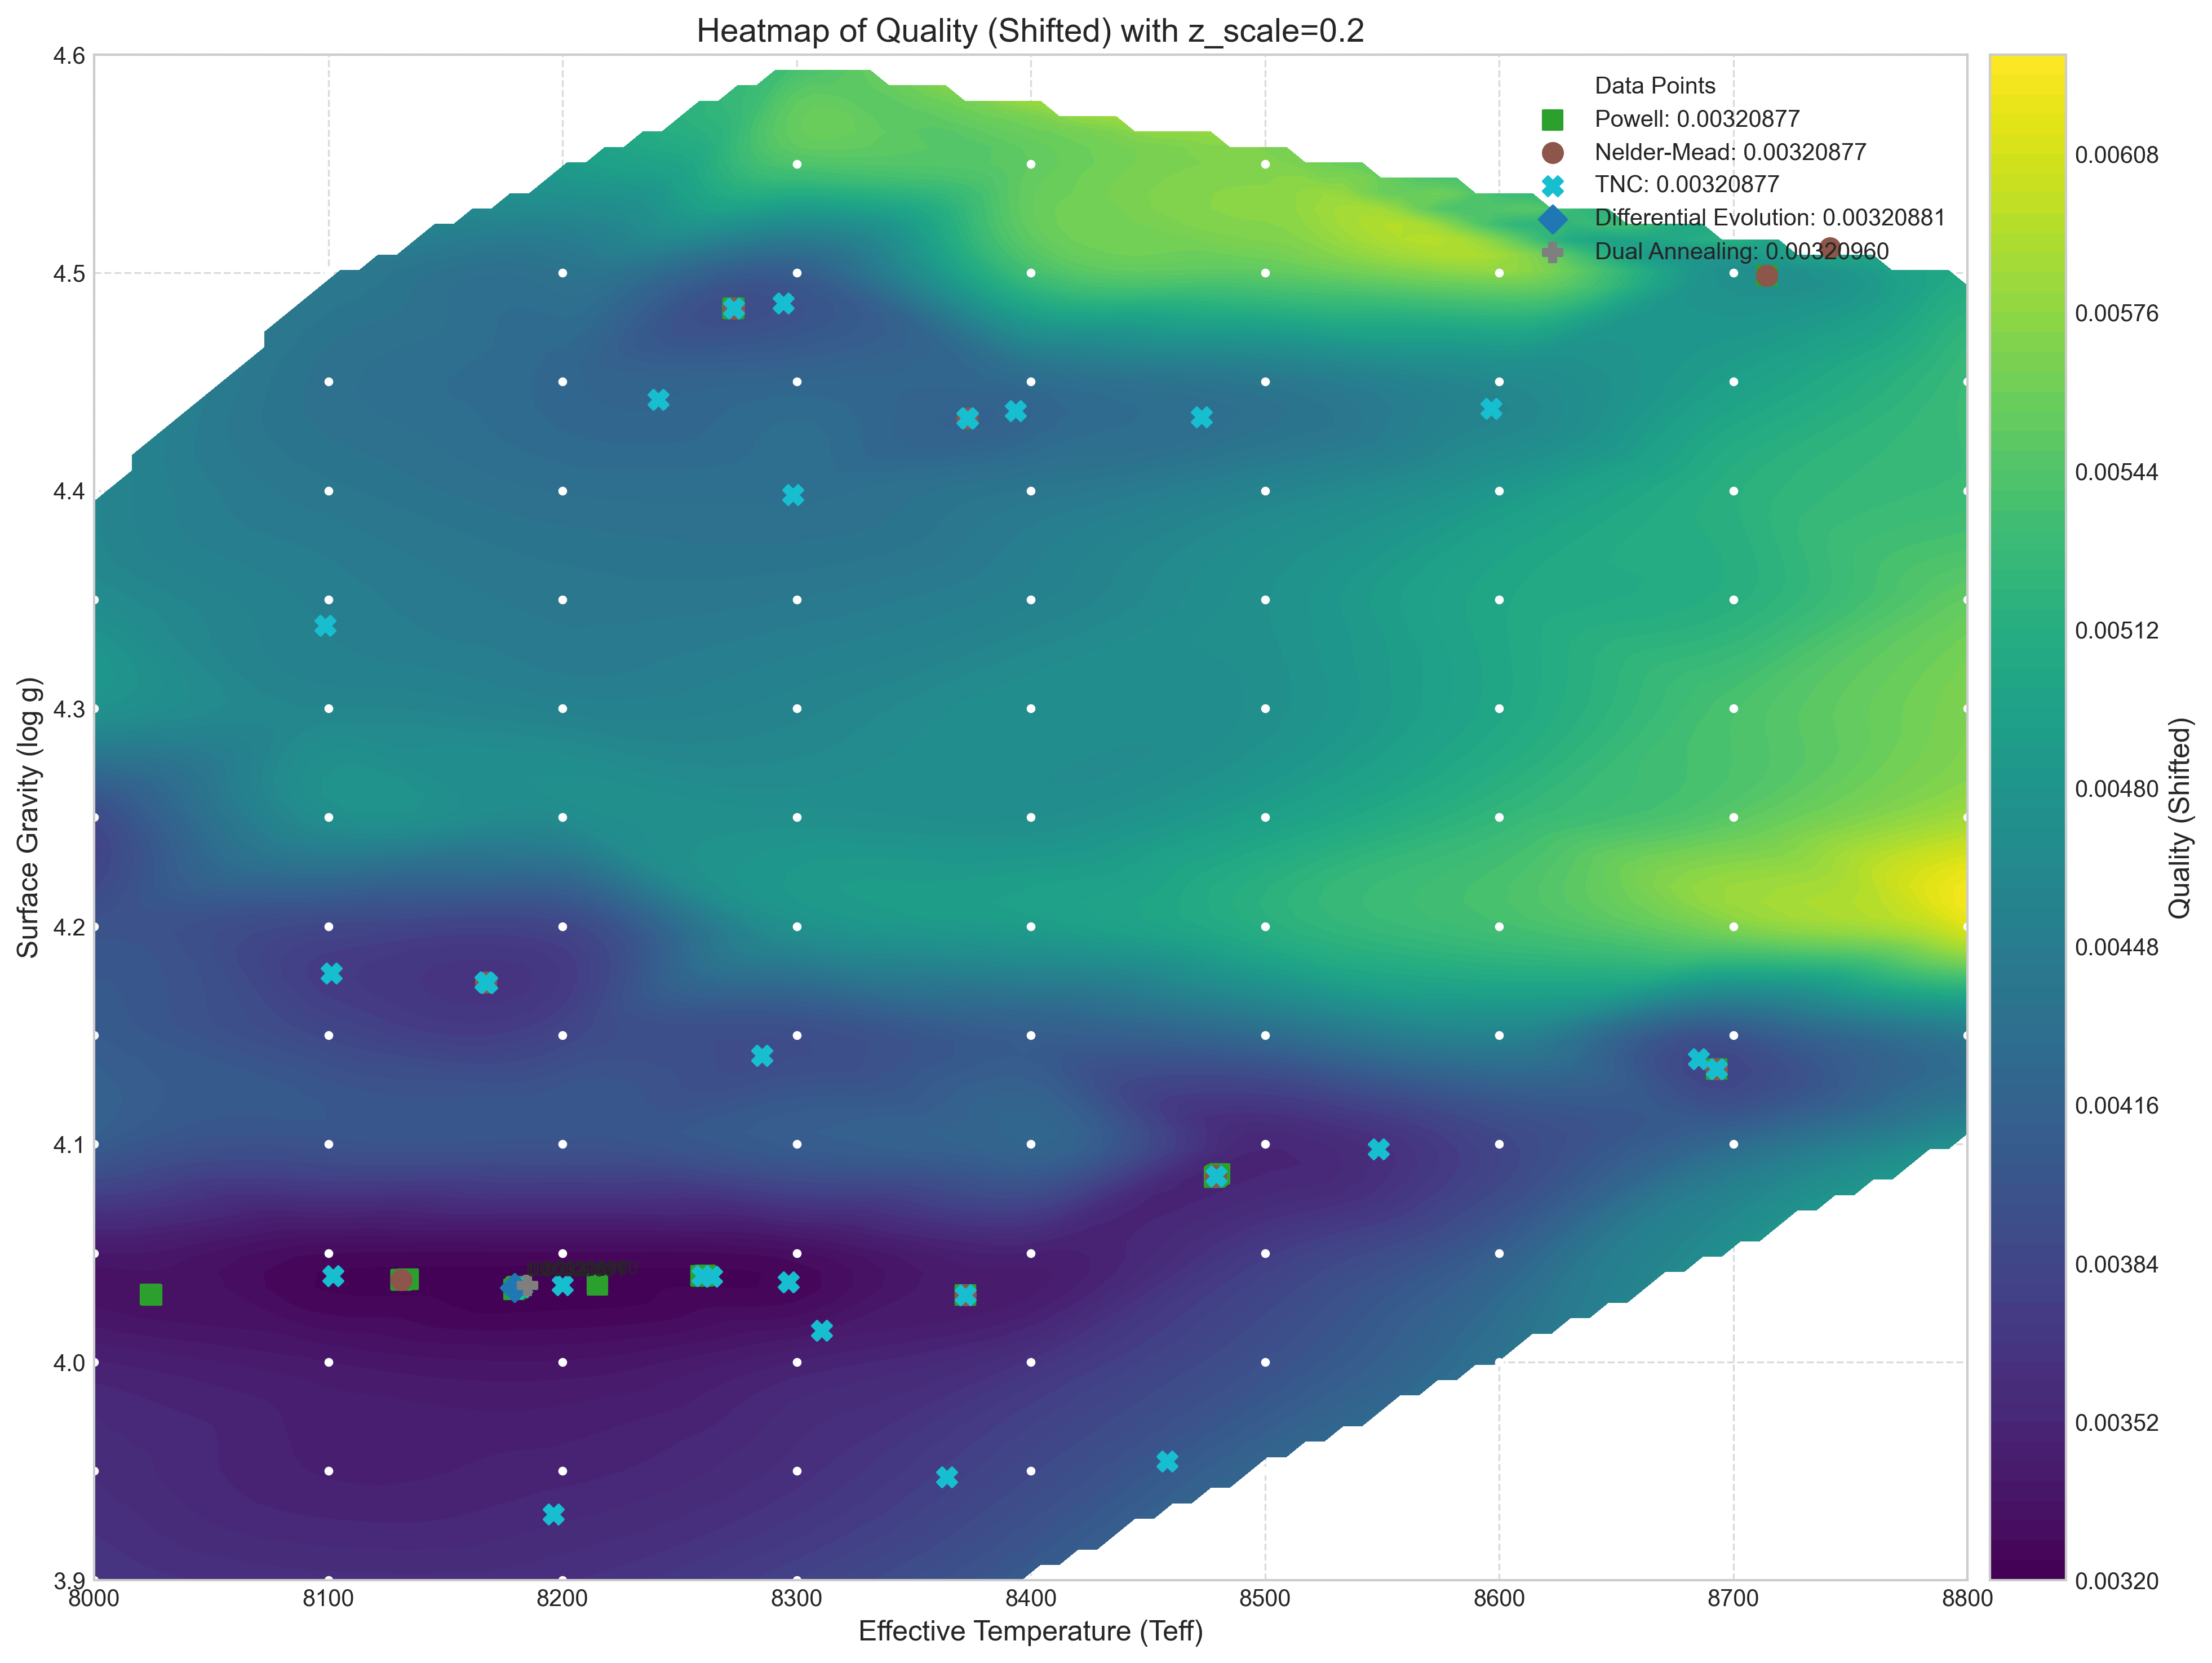 Heatmap of Quality (Shifted) with z_scale=0.2
Data Points
Powell: 0.00320877
Nelder-Mead: 0.00320877
TNC: 0.00320877
Differential Evolution: 0.00320881
Dual Annealing: 0.00320960
Surface Gravity (log g)
4.6
4.5
4.4
4.3
4.2
4.1
4.0
3.9
8000
8100
8200
8300
8400
8500
8600
8700
8800
Effective Temperature (Teff)
0.00608
0.00576
0.00544
0.00512
0.00480
0.00448
0.00416
0.00384
0.00352
0.00320
Quality (Shifted)